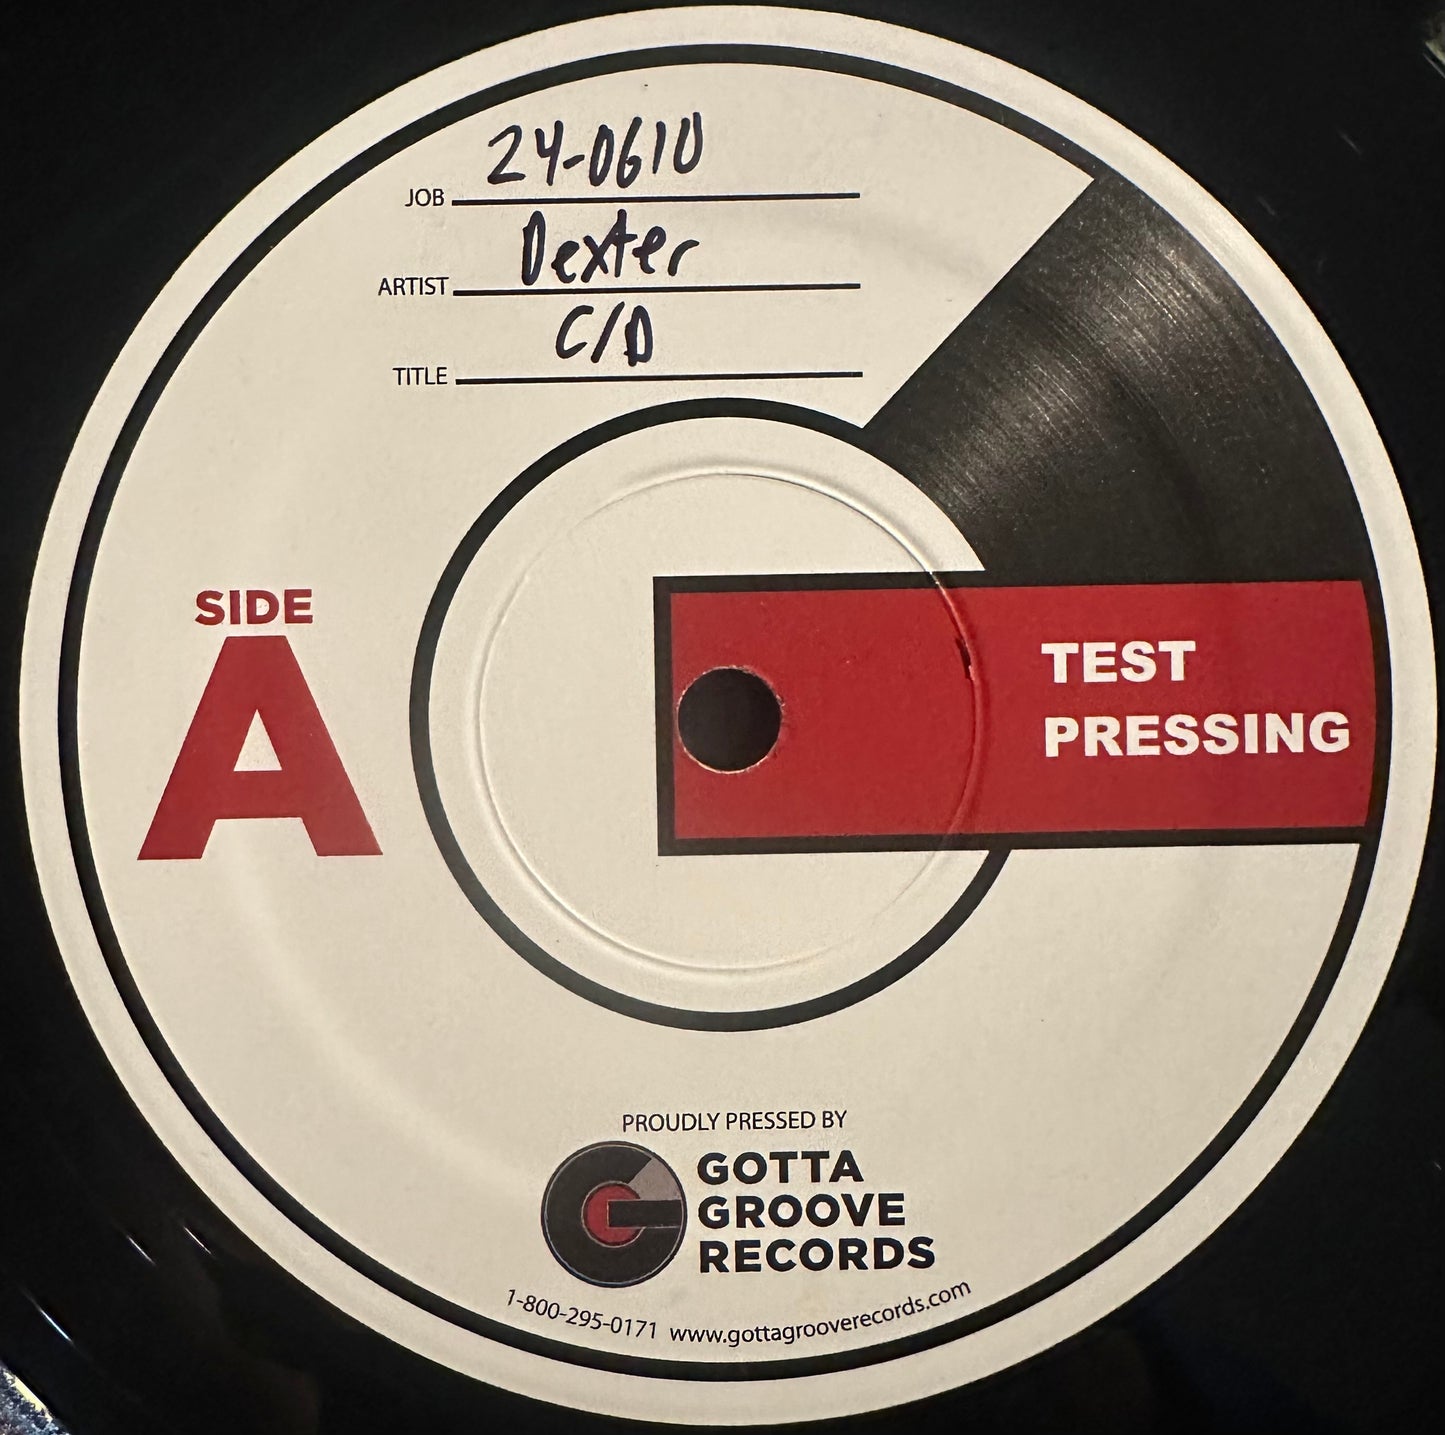 24-0610
JOB
Dexter
ARTIST
C/D
TITLE
SIDE
A
TEST
PRESSING
PROUDLY PRESSED BY
GOTTA
GROOVE
RECORDS
1-800-295-0171 www.gottagrooverecords.com